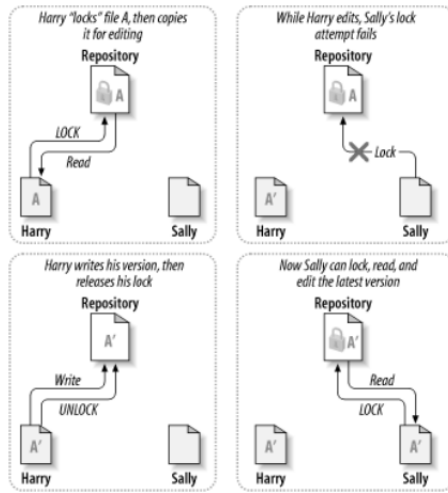 Harry "locks" file A, then copies
it for editing
Repository
A
LOCK
Read
A
Harry
Sally
While Harry edits, Sally's lock
attempt fails
Repository
A
Lock
A'
Harry
Sally
Harry writes his version, then
releases his lock
Repository
A'
Write
UNLOCK
A'
Harry
Sally
Now Sally can lock, read, and
edit the latest version
Repository
A'
Read
LOCK
A'
A'
Harry
Sally